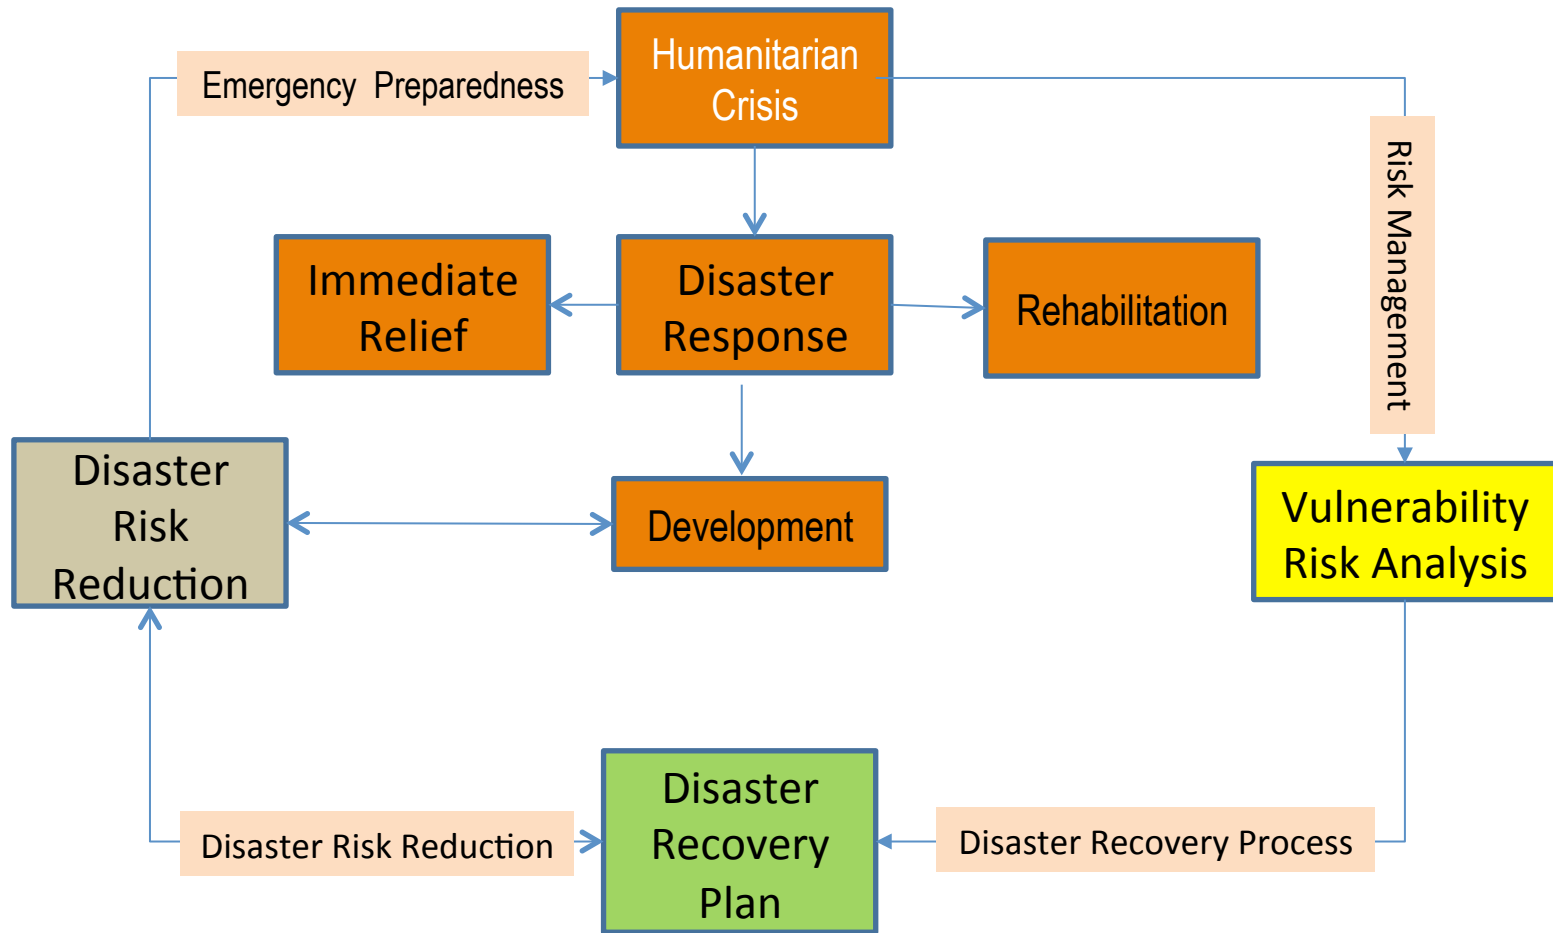 Humanitarian
Crisis
Emergency Preparedness
Risk Management
Immediate
Relief
Disaster
Response
Rehabilitation
Disaster
Risk
Reduction
Development
Vulnerability
Risk Analysis
Disaster
Recovery
Plan
Disaster Risk Reduction
Disaster Recovery Process